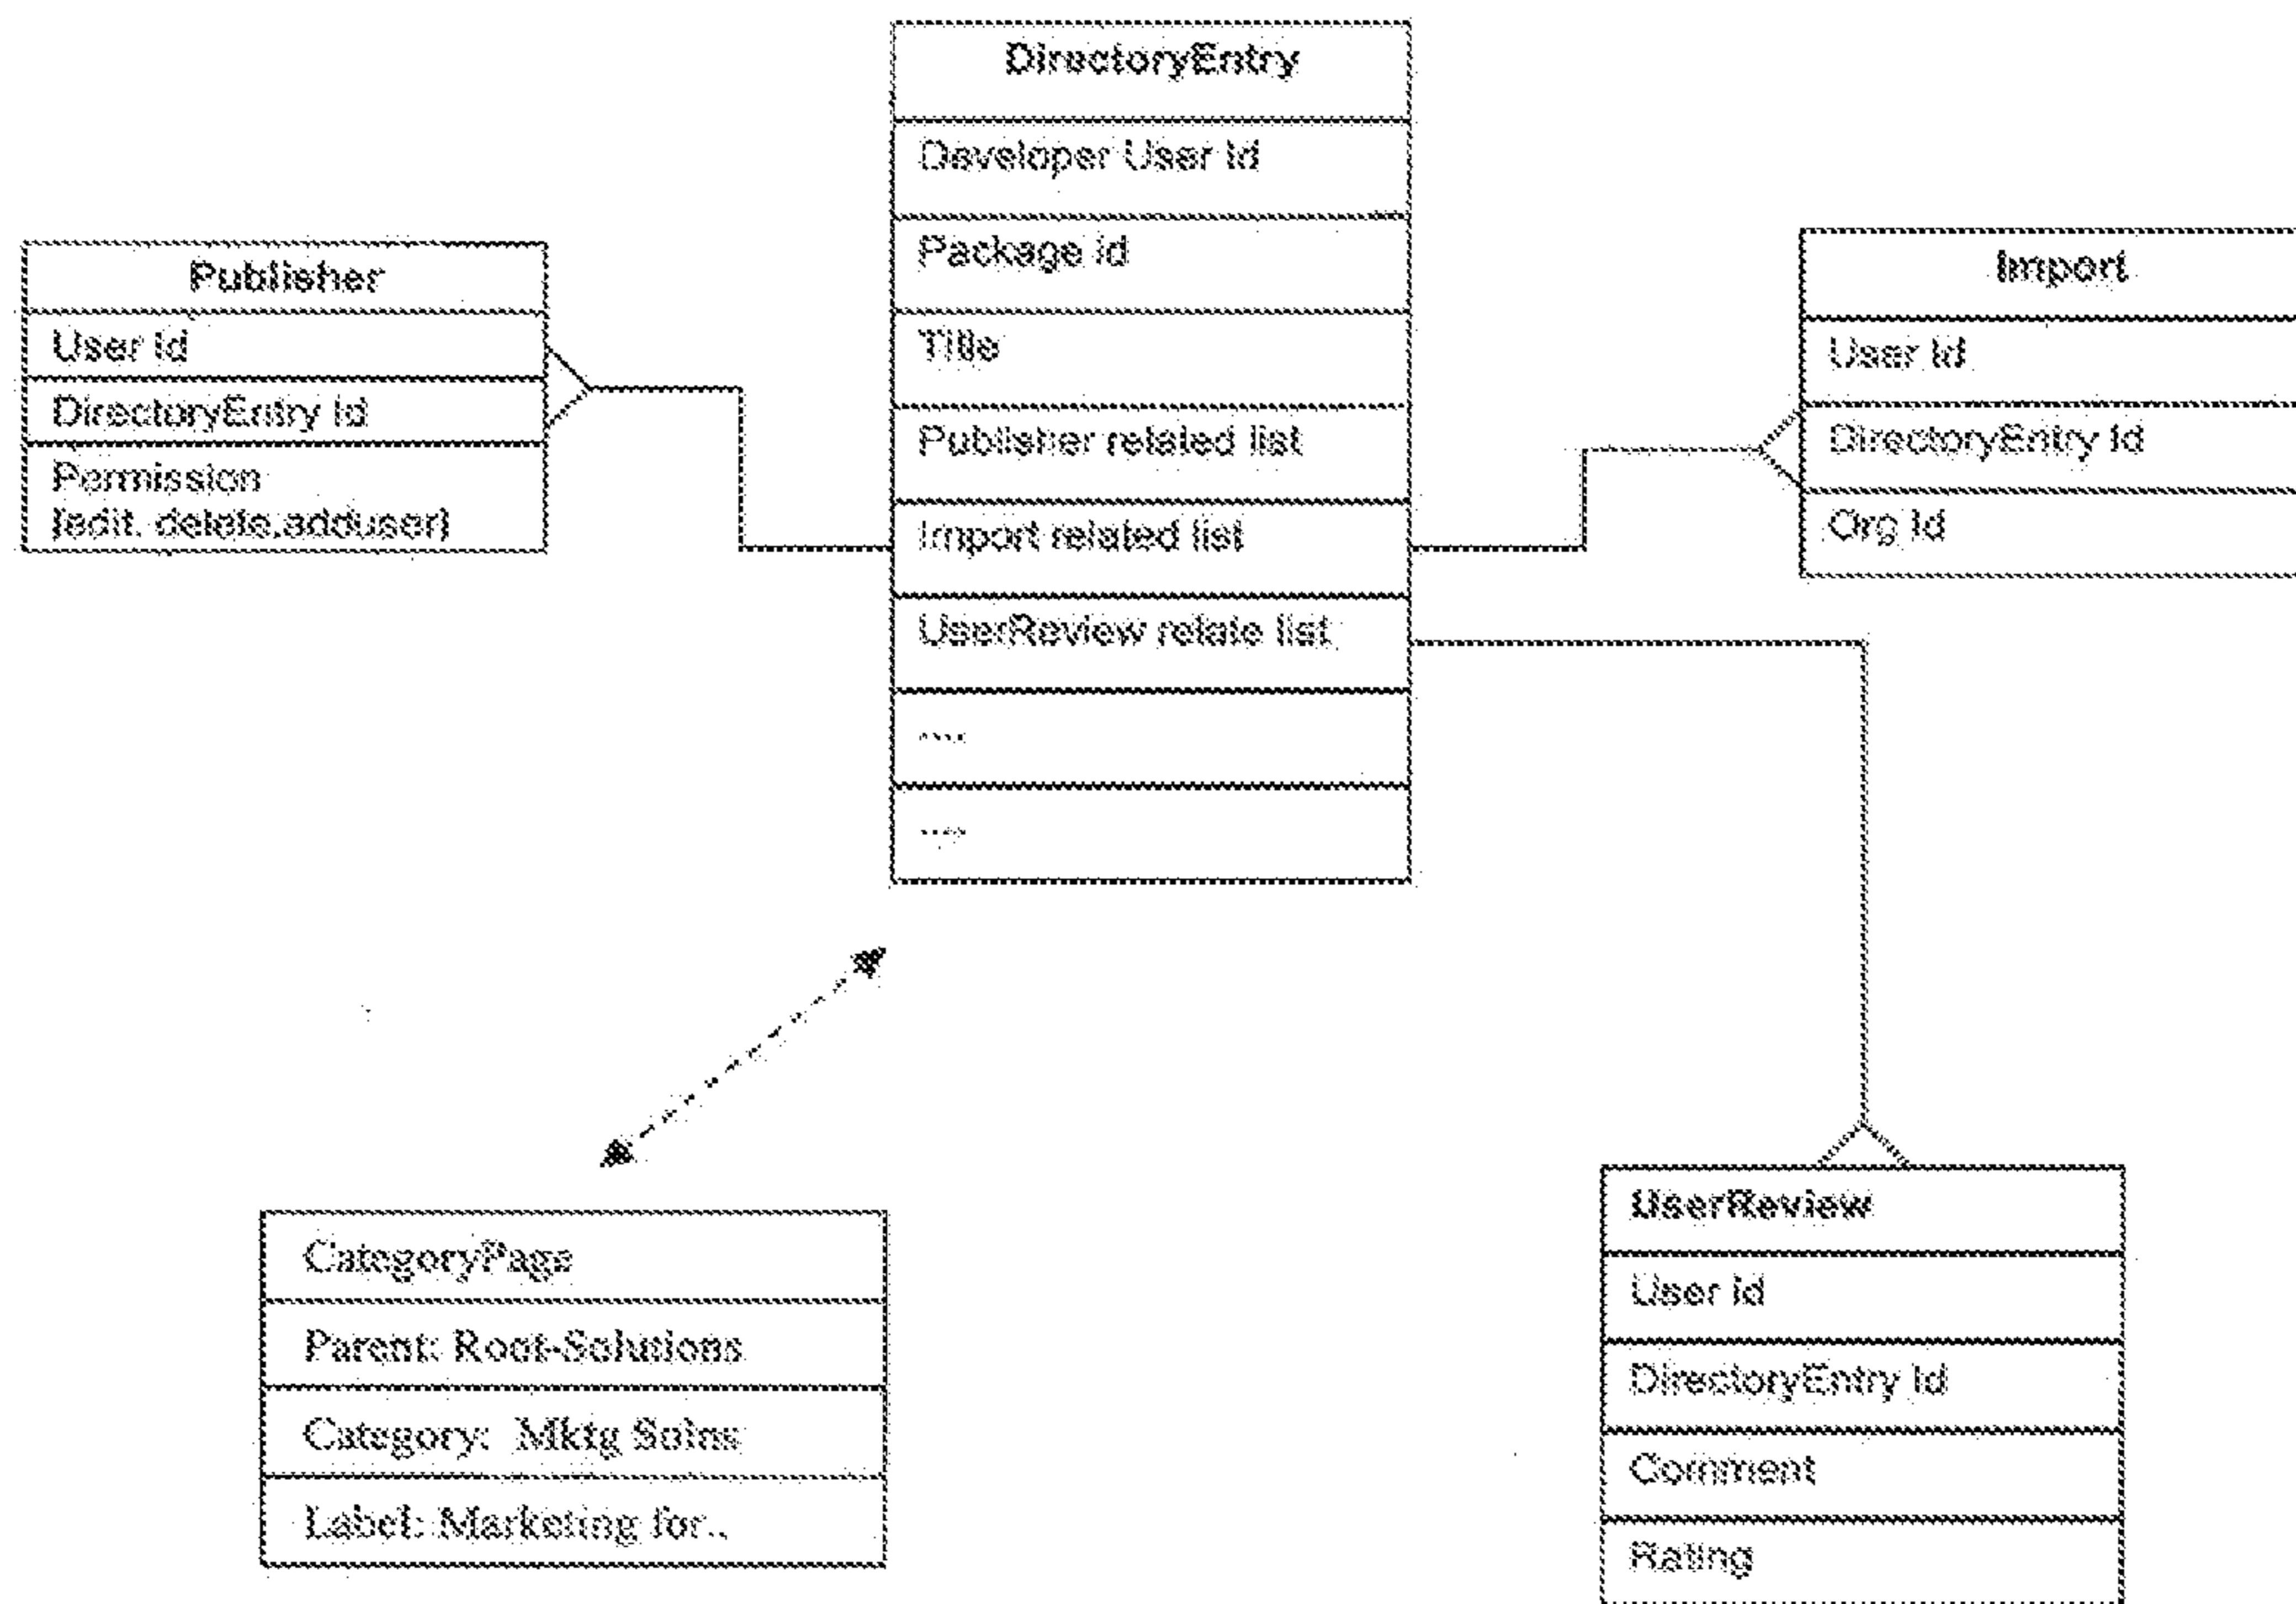 DirectoryEntry
Developer User Id
Package id
Title
Publisher related list
Import related list
UserReview relate list
....
....
Publisher
User Id
DirectoryEntry Id
Permission
{edit, delete,adduser}
Import
User Id
DirectoryEntry Id
Org Id
CategoryPage
Parent: Root-Solutions
Category: Mktg Solns
Label: Marketing for..
UserReview
User id
DirectoryEntry Id
Comment
Rating